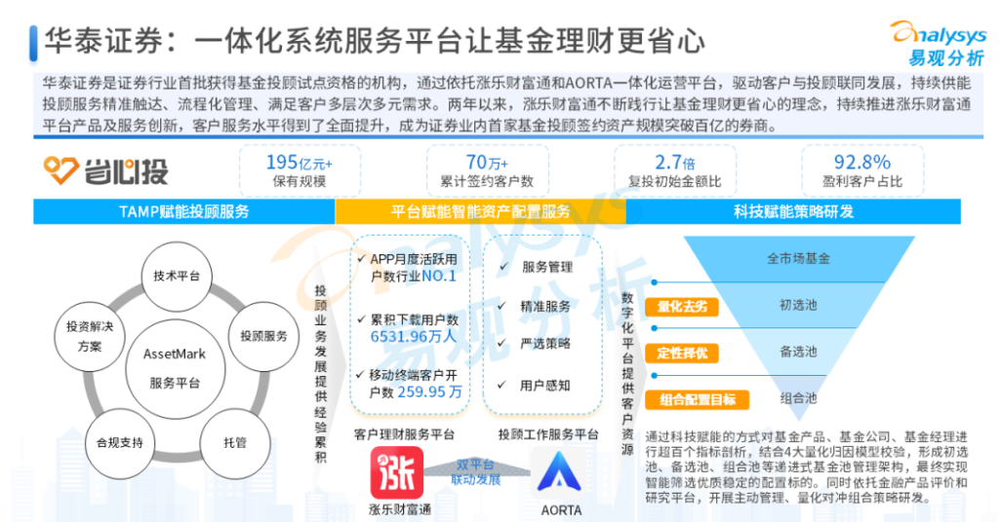 华泰证券：一体化系统服务平台让基金理财更省心
analysys
易观分析
华泰证券是证券行业首批获得基金投顾试点资格的机构，通过依托涨乐财富通和AORTA一体化运营平台，驱动客户与投顾联同发展，持续供能
投顾服务精准触达、流程化管理、满足客户多层次多元需求。两年以来，涨乐财富通不断践行让基金理财更省心的理念，持续推进涨乐财富通
平台产品及服务创新，客户服务水平得到了全面提升，成为证券业内首家基金投顾签约资产规模突破百亿的券商。
省心投
195亿元+
保有规模
70万+
累计签约客户数
2.7倍
复投初始金额比
92.8%
盈利客户占比
TAMP赋能投顾服务
平台赋能智能资产配置服务
科技赋能策略研发
技术平台
投资解决
方案
投顾服务
AssetMark
服务平台
合规支持
托管
投顾业务发展提供经验累积
✓ APP月度活跃用
户数行业NO.1
✓ 累积下载用户数
6531.96万人
✓ 移动终端客户开
户数 259.95 万
✓ 服务管理
✓ 精准服务
✓ 严选策略
✓ 用户感知
客户理财服务平台
投顾工作服务平台
涨
涨乐财富通
双平台
联动发展
AORTA
数字化平台提供客户资源
全市场基金
量化去劣
初选池
定性择优
备选池
组合配置目标
组合池
通过科技赋能的方式对基金产品、基金公司、基金经理进
行超百个指标剖析，结合4大量化归因模型校验，形成初选
池、备选池、组合池等递进式基金池管理架构，最终实现
智能筛选优质稳定的配置标的。同时依托金融产品评价和
研究平台，开展主动管理、量化对冲组合策略研发。
analysys
易观分析